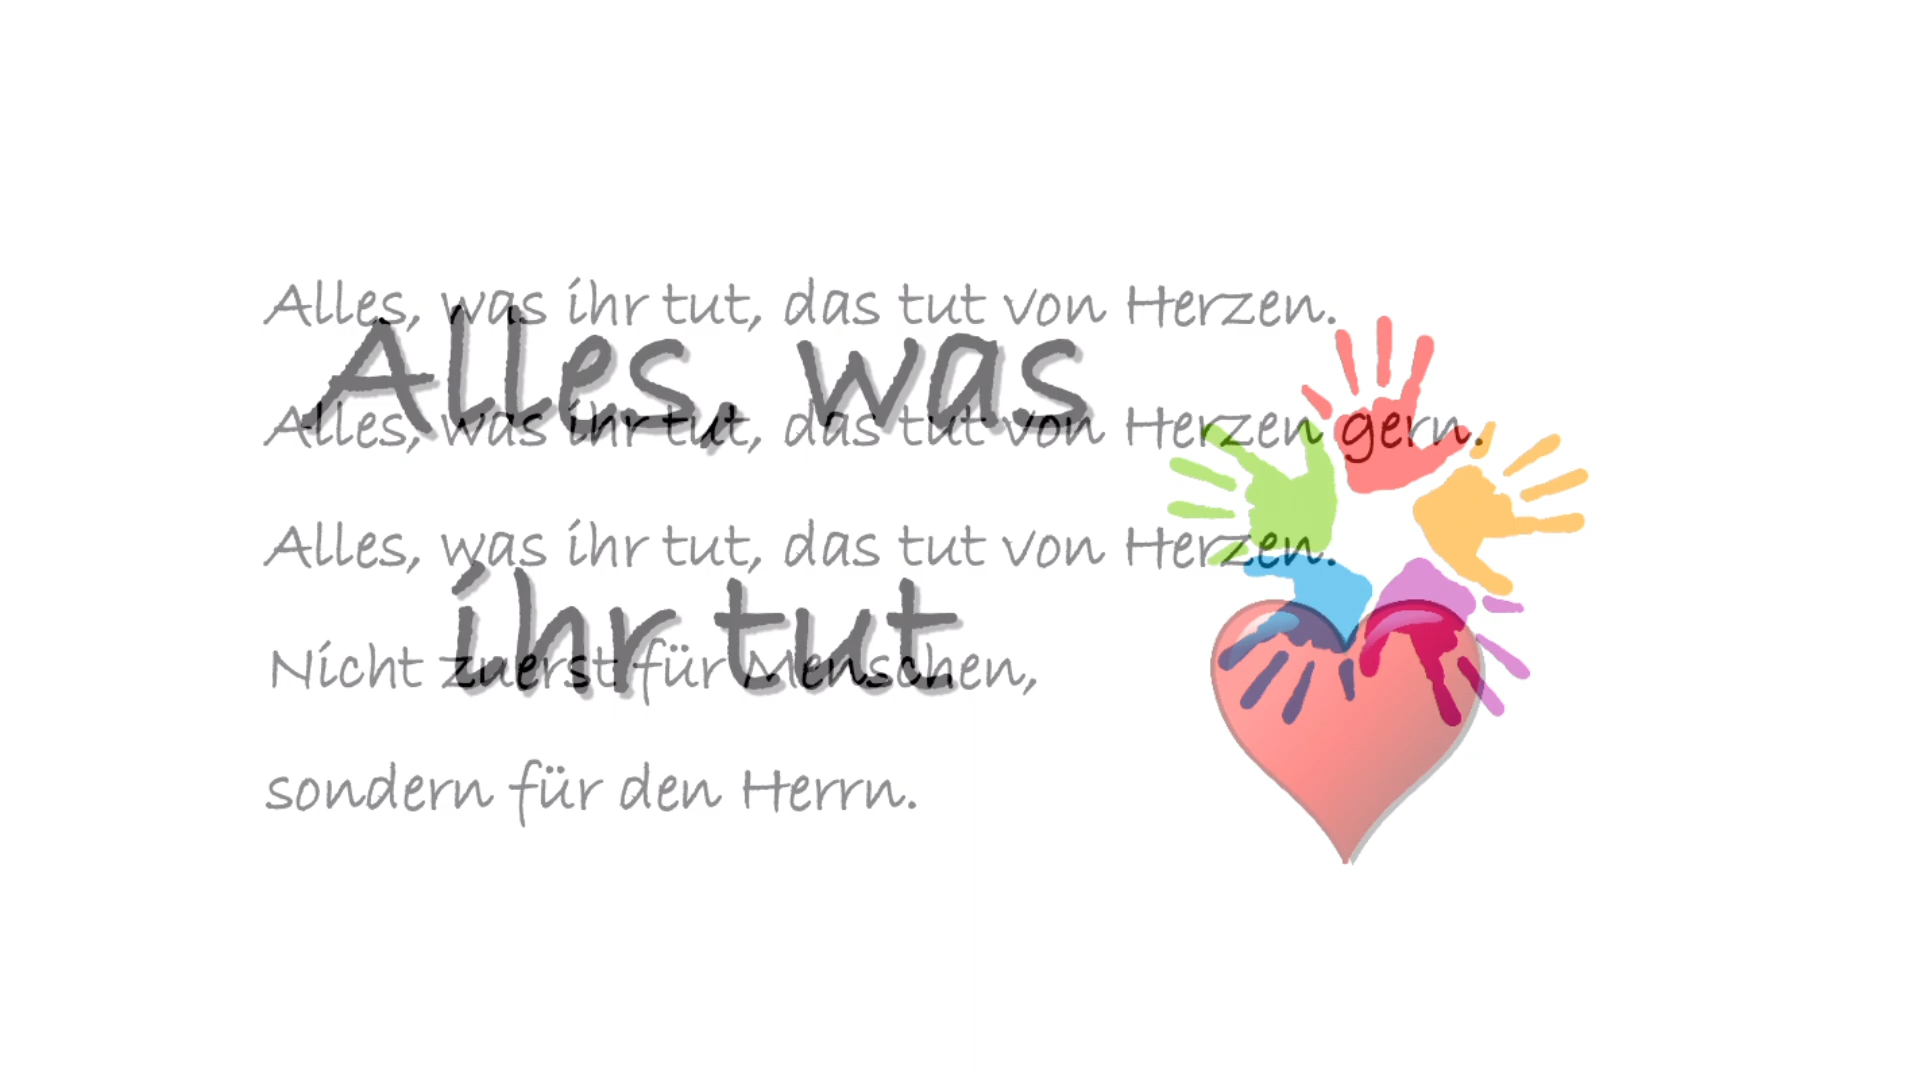 Alles, was ihr tut, das tut von Herzen.
Alles, was
Alles, was ihr tut, das tut von Herzen gern.
Alles, was ihr tut, das tut von Herzen.
ihr tut
Nicht zuerst für Menschen,
sondern für den Herrn.